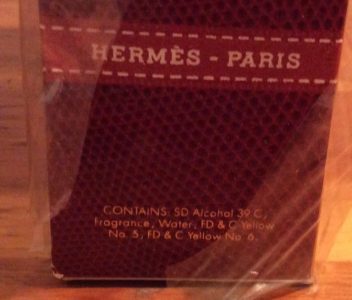 HERMÈS - PARIS
CONTAINS: SD Alcohol 39 C,
Fragrance, Water, FD & C Yellow
No. 5, FD & C Yellow No. 6.